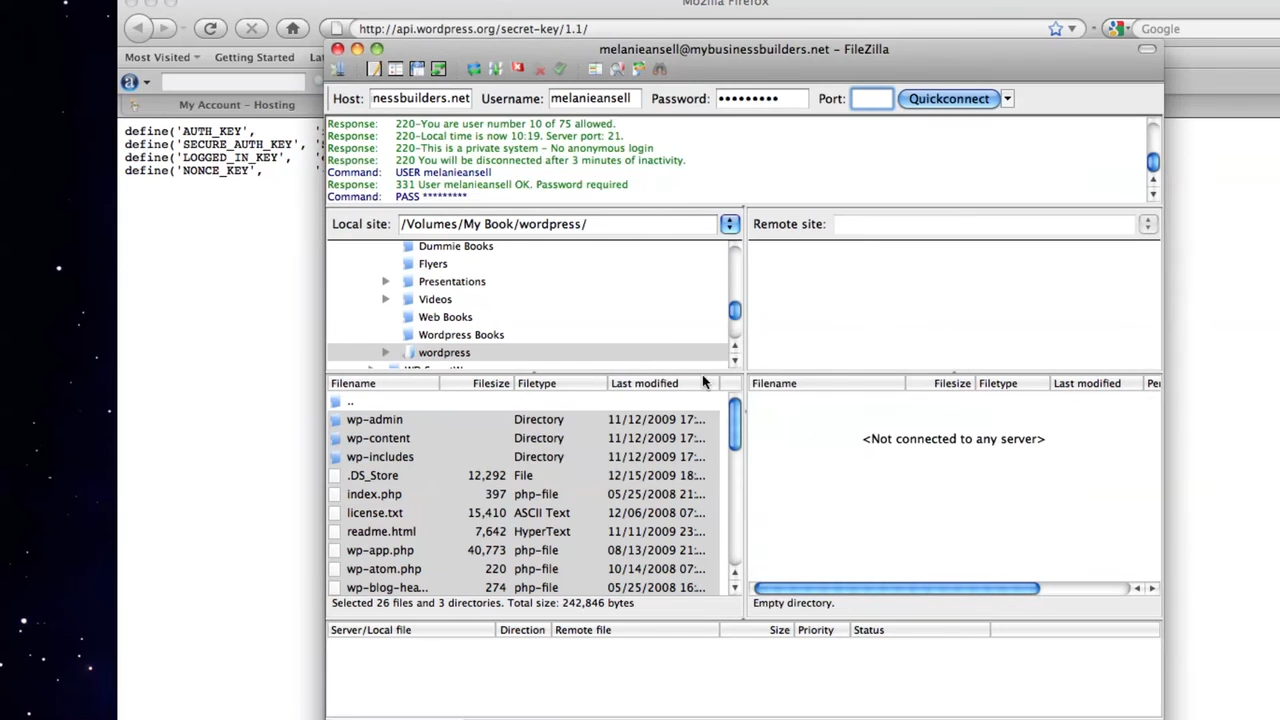 Mozilla Firefox
http://api.wordpress.org/secret-key/1.1/
Google
melanieansell@mybusinessbuilders.net - FileZilla
Most Visited
Getting Started
My Account - Hosting
Host: nessbuilders.net Username: melanieansell Password: ••••••••• Port: Quickconnect
define('AUTH_KEY',
define('SECURE_AUTH_KEY',
define('LOGGED_IN_KEY',
define('NONCE_KEY',
Response: 220-You are user number 10 of 75 allowed.
Response: 220-Local time is now 10:19. Server port: 21.
Response: 220-This is a private system - No anonymous login
Response: 220 You will be disconnected after 3 minutes of inactivity.
Command: USER melanieansell
Response: 331 User melanieansell OK. Password required
Command: PASS *********
Local site: /Volumes/My Book/wordpress/
Remote site:
Dummie Books
Flyers
Presentations
Videos
Web Books
Wordpress Books
wordpress
Filename Filesize Filetype Last modified
..
wp-admin Directory 11/12/2009 17:...
wp-content Directory 11/12/2009 17:...
wp-includes Directory 11/12/2009 17:...
.DS_Store 12,292 File 12/15/2009 18:...
index.php 397 php-file 05/25/2008 21:...
license.txt 15,410 ASCII Text 12/06/2008 07:...
readme.html 7,642 HyperText 11/11/2009 23:...
wp-app.php 40,773 php-file 08/13/2009 21:...
wp-atom.php 220 php-file 10/14/2008 07:...
wp-blog-hea... 274 php-file 05/25/2008 16:...
Selected 26 files and 3 directories. Total size: 242,846 bytes
Filename Filesize Filetype Last modified Pe
<Not connected to any server>
Empty directory.
Server/Local file Direction Remote file Size Priority Status